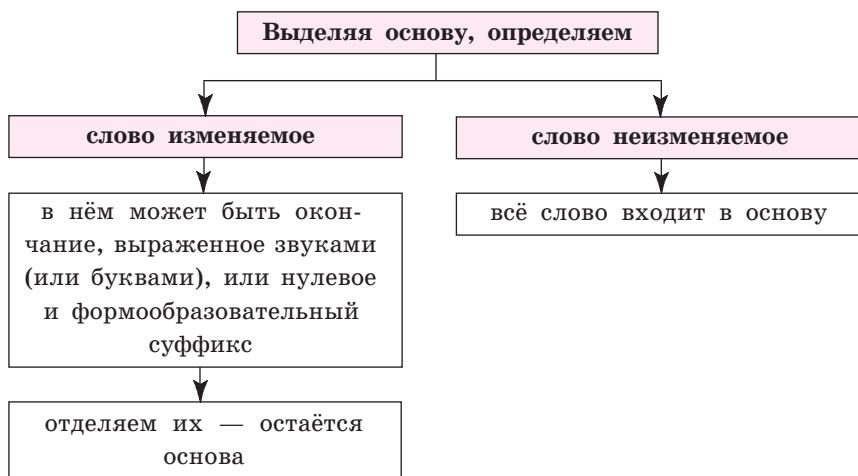 Выделяя основу, определяем
слово изменяемое
в нём может быть окон-
чание, выраженное звуками
(или буквами), или нулевое
и формообразовательный
суффикс
отделяем их — остаётся
основа
слово неизменяемое
всё слово входит в основу